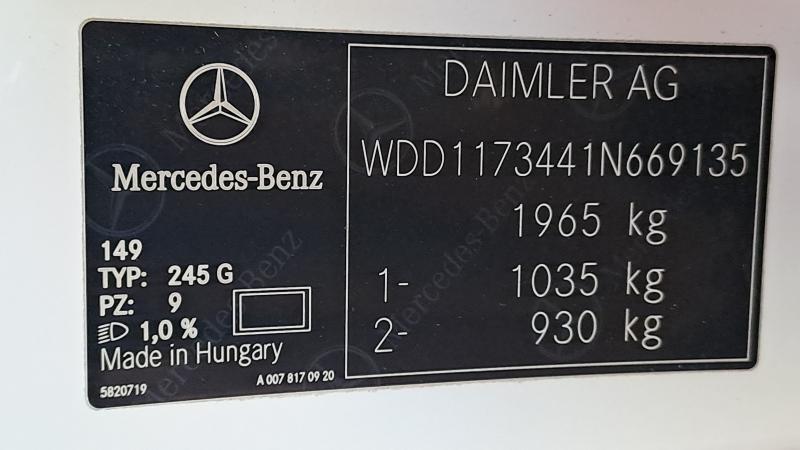 Mercedes-Benz
149
TYP: 245 G
PZ: 9
1,0 %
Made in Hungary
5820719
A 007 817 09 20
DAIMLER AG
WDD1173441N669135
1965 kg
1- 1035 kg
2- 930 kg